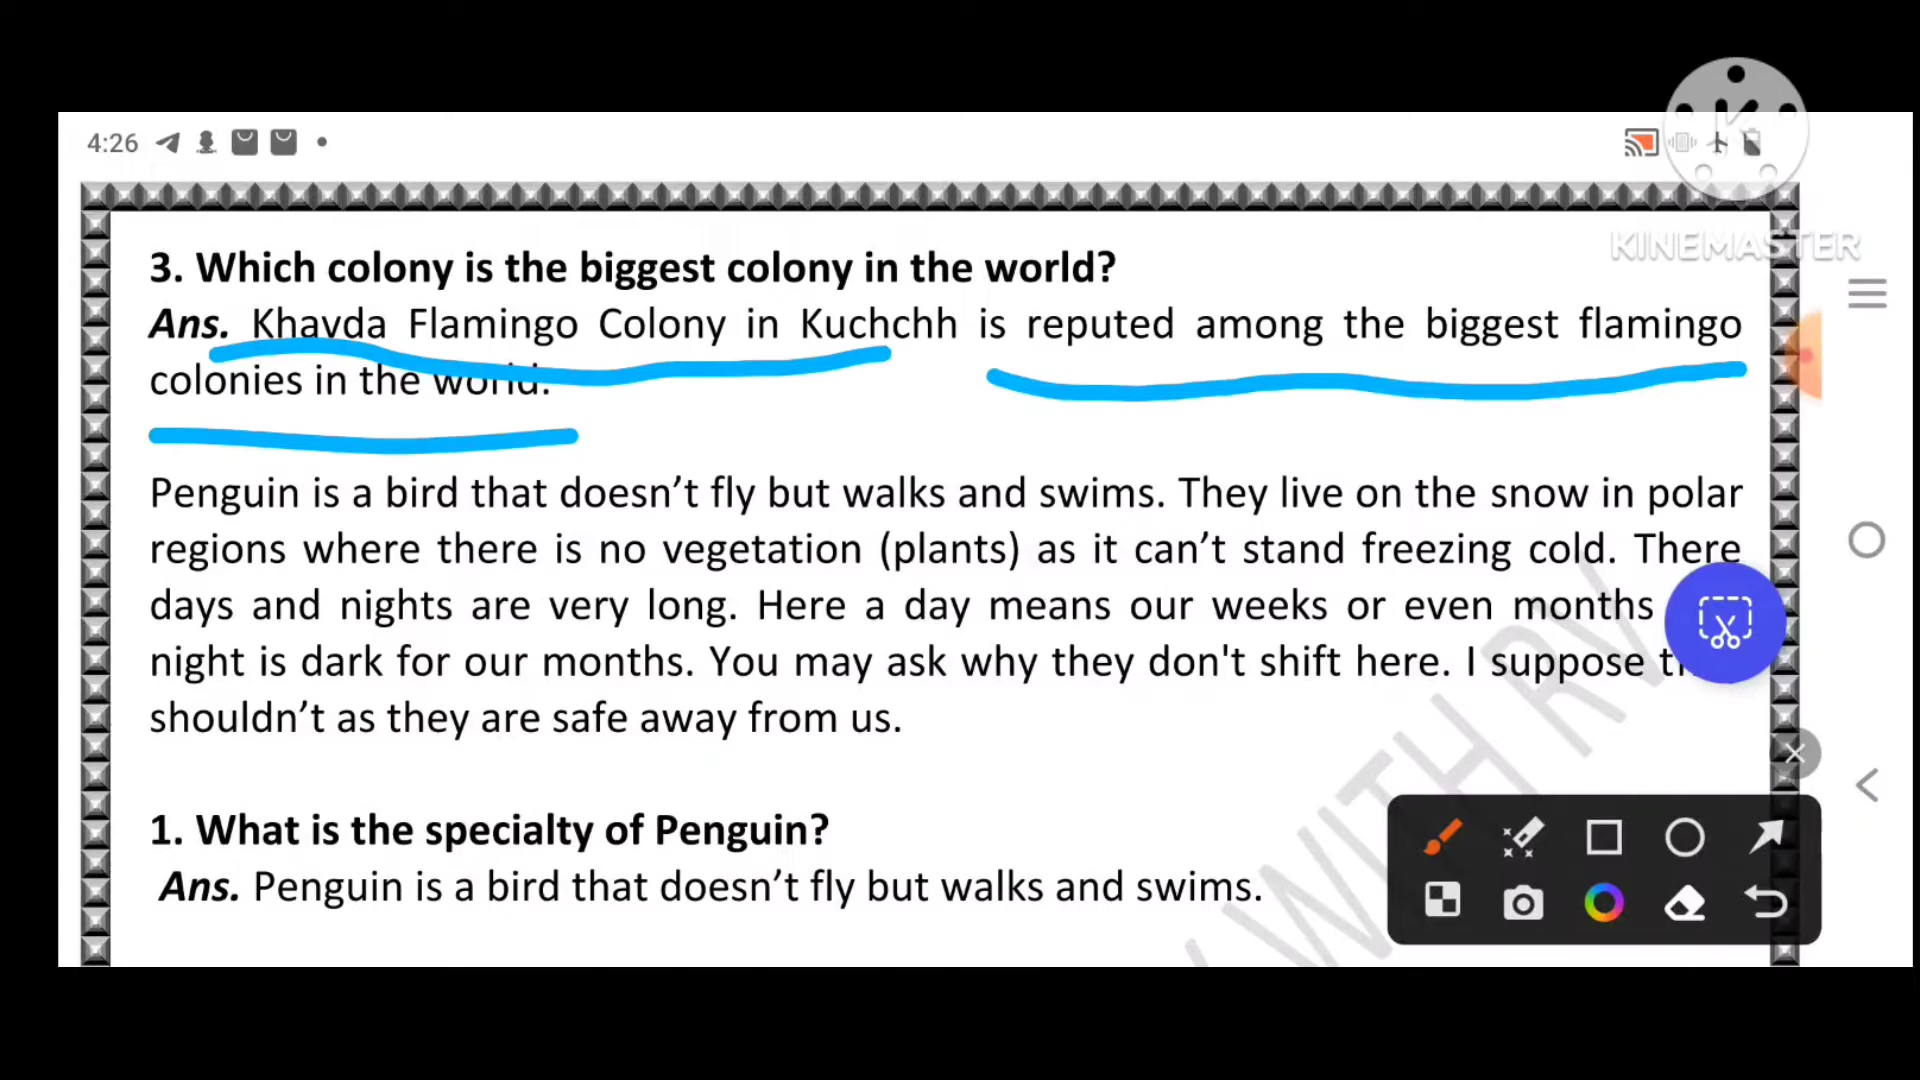 4:26
KINEMASTER
3. Which colony is the biggest colony in the world?
Ans. Khavda Flamingo Colony in Kuchchh is reputed among the biggest flamingo
colonies in the world.
Penguin is a bird that doesn’t fly but walks and swims. They live on the snow in polar
regions where there is no vegetation (plants) as it can’t stand freezing cold. There
days and nights are very long. Here a day means our weeks or even months
night is dark for our months. You may ask why they don't shift here. I suppose
shouldn’t as they are safe away from us.
WITH RV
1. What is the specialty of Penguin?
Ans. Penguin is a bird that doesn’t fly but walks and swims.